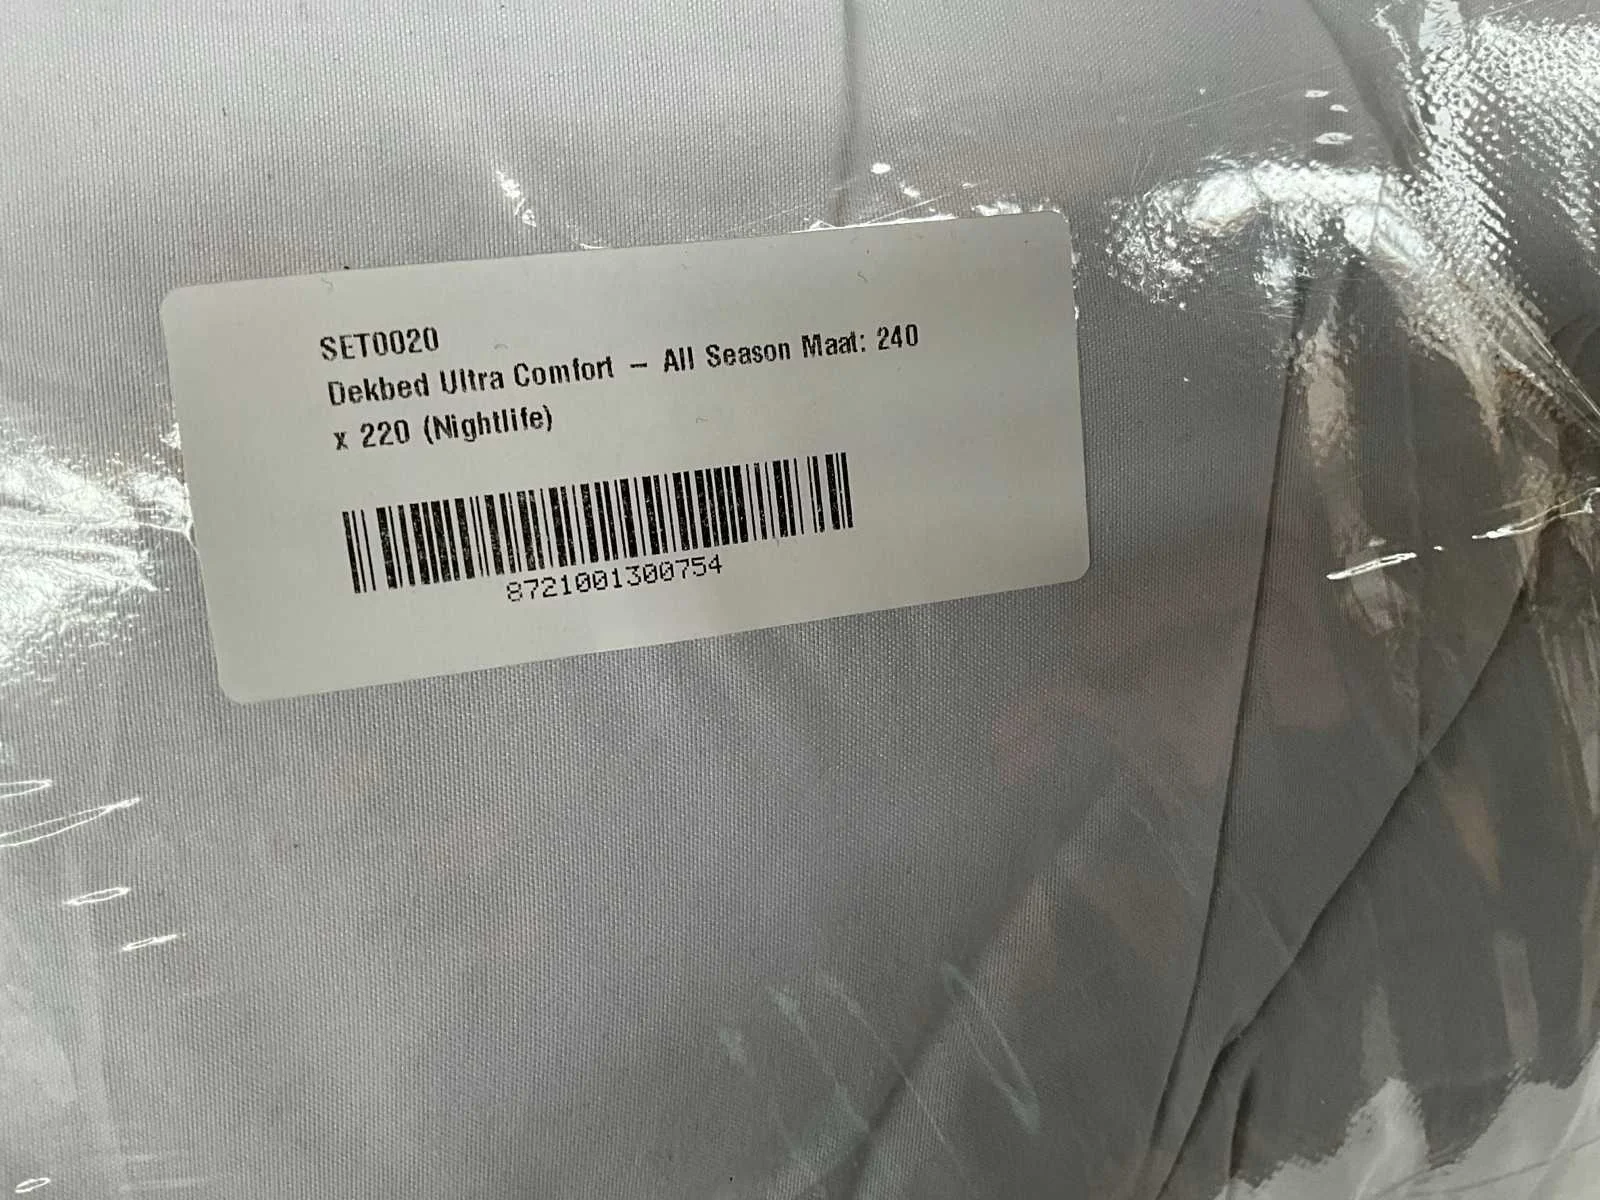 SET0020
Dekbed Ultra Comfort – All Season Maat: 240
x 220 (Nightlife)
8721001300754